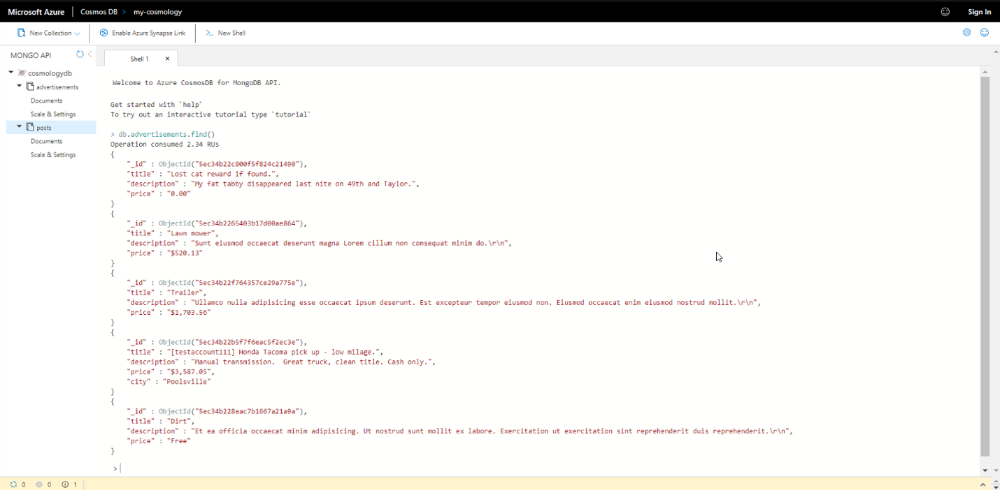 Microsoft Azure Cosmos DB > my-cosmology Sign In
New Collection Enable Azure Synapse Link >_ New Shell
MONGO API
cosmologydb
advertisements
Documents
Scale & Settings
posts
Documents
Scale & Settings
Shell 1 ×
Welcome to Azure CosmosDB for MongoDB API.
Get started with `help`
To try out an interactive tutorial type `tutorial`
> db.advertisements.find()
Operation consumed 2.34 RUs
{
"_id" : ObjectId("5ec34b22c800f5f824c21490"),
"title" : "Lost cat reward if found.",
"description" : "My fat tabby disappeared last nite on 49th and Taylor.",
"price" : "0.00"
}
{
"_id" : ObjectId("5ec34b2265403b17d00ae864"),
"title" : "Lawn mower",
"description" : "Sunt eiusmod occaecat deserunt magna Lorem cillum non consequat minim do.\r\n",
"price" : "$520.13"
}
{
"_id" : ObjectId("5ec34b22f764357ce29a775e"),
"title" : "Trailer",
"description" : "Ullamco nulla adipisicing esse occaecat ipsum deserunt. Est excepteur tempor eiusmod non. Eiusmod occaecat enim eiusmod nostrud mollit.\r\n",
"price" : "$1,703.56"
}
{
"_id" : ObjectId("5ec34b22b5f7f6eac5f2ec3e"),
"title" : "[testaccount111] Honda Tacoma pick up - low milage.",
"description" : "Manual transmission.  Great truck, clean title. Cash only.",
"price" : "$3,587.05",
"city" : "Poolsville"
}
{
"_id" : ObjectId("5ec34b228eac7b1667a21a9a"),
"title" : "Dirt",
"description" : "Et ea officia occaecat minim adipisicing. Ut nostrud sunt mollit ex labore. Exercitation ut exercitation sint reprehenderit duis reprehenderit.\r\n",
"price" : "Free"
}
>
0 0 1